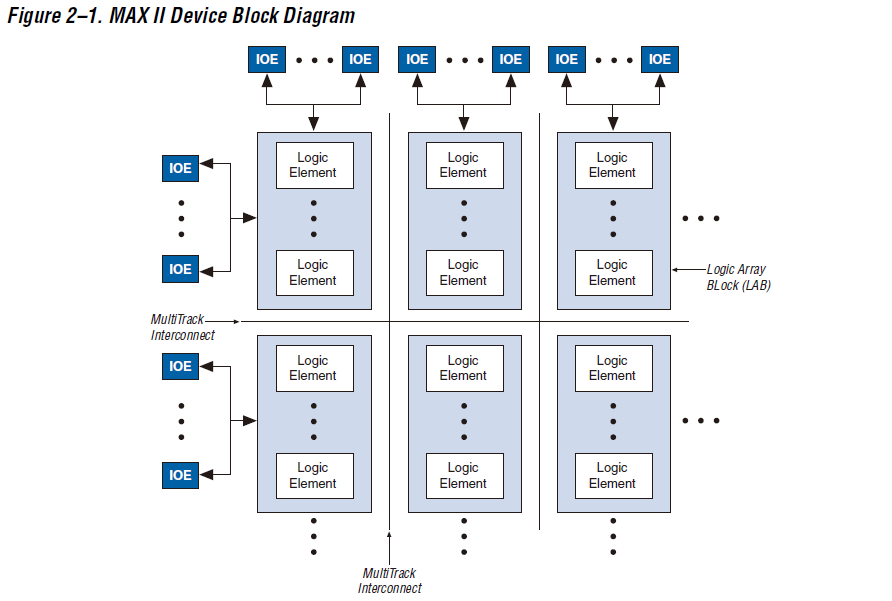 Figure 2–1. MAX II Device Block Diagram
IOE IOE IOE IOE IOE IOE
Logic
Element
Logic
Element
Logic
Element
IOE
IOE
Logic
Element
Logic
Element
Logic
Element
Logic Array
BLock (LAB)
MultiTrack
Interconnect
IOE
Logic
Element
Logic
Element
Logic
Element
IOE
Logic
Element
Logic
Element
Logic
Element
MultiTrack
Interconnect